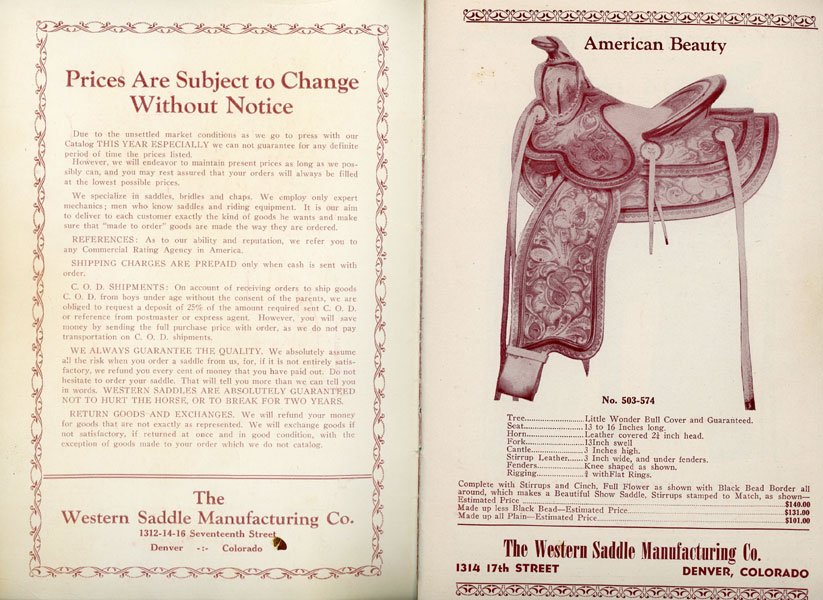 Prices Are Subject to Change
Without Notice
Due to the unsettled market conditions as we go to press with our
Catalog THIS YEAR ESPECIALLY we can not guarantee for any definite
period of time the prices listed.
However, we will endeavor to maintain present prices as long as we pos-
sibly can, and you may rest assured that your orders will always be filled
at the lowest possible prices.
We specialize in saddles, bridles and chaps. We employ only expert
mechanics; men who know saddles and riding equipment. It is our aim
to deliver to each customer exactly the kind of goods he wants and make
sure that "made to order" goods are made the way they are ordered.
REFERENCES: As to our ability and reputation, we refer you to
any Commercial Rating Agency in America.
SHIPPING CHARGES ARE PREPAID only when cash is sent with
order.
C. O. D. SHIPMENTS: On account of receiving orders to ship goods
C. O. D. from boys under age without the consent of the parents, we are
obliged to request a deposit of 25% of the amount required sent C. O. D.
or reference from postmaster or express agent. However, you will save
money by sending the full purchase price with order, as we do not pay
transportation on C. O. D. shipments.
WE ALWAYS GUARANTEE THE QUALITY. We absolutely assume
all the risk when you order a saddle from us, for, if it is not entirely satis-
factory, we refund you every cent of money that you have paid out. Do not
hesitate to order your saddle. That will tell you more than we can tell you
in words. WESTERN SADDLES ARE ABSOLUTELY GUARANTEED
NOT TO HURT THE HORSE, OR TO BREAK FOR TWO YEARS.
RETURN GOODS AND EXCHANGES. We will refund your money
for goods that are not exactly as represented. We will exchange goods if
not satisfactory, if returned at once and in good condition, with the
exception of goods made to your order which we do not catalog.
The
Western Saddle Manufacturing Co.
1312-14-16 Seventeenth Street
Denver -:- Colorado
American Beauty
No. 503-574
Tree..........Little Wonder Bull Cover and Guaranteed.
Seat..........13 to 16 Inches long.
Horn..........Leather covered 2¾ inch head.
Fork..........13Inch swell
Cantle..........3 Inches high.
Stirrup Leather..........3 Inch wide, and under fenders.
Fenders..........Knee shaped as shown.
Rigging..........¾ withFlat Rings.
Complete with Stirrups and Cinch, Full Flower as shown with Black Bead Border all
around, which makes a Beautiful Show Saddle, Stirrups stamped to Match, as shown—
Estimated Price..........$140.00
Made up less Black Bead—Estimated Price..........$131.00
Made up all Plain—Estimated Price..........$101.00
The Western Saddle Manufacturing Co.
1314 17th STREET DENVER, COLORADO